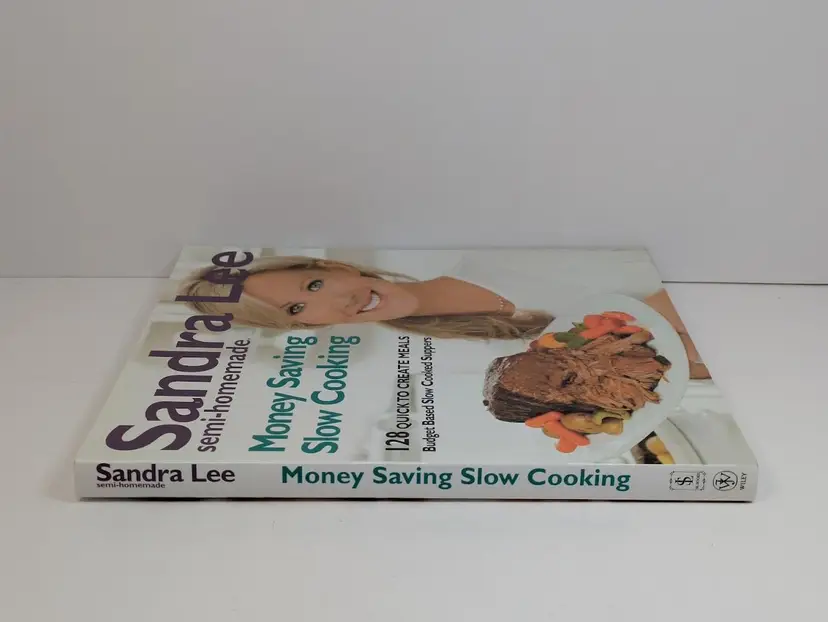 Sandra Lee
semi-homemade.
Money Saving
Slow Cooking
128 QUICK TO CREATE MEALS
Budget Based Slow Cooked Suppers
Sandra Lee
semi-homemade
Money Saving Slow Cooking
WILEY